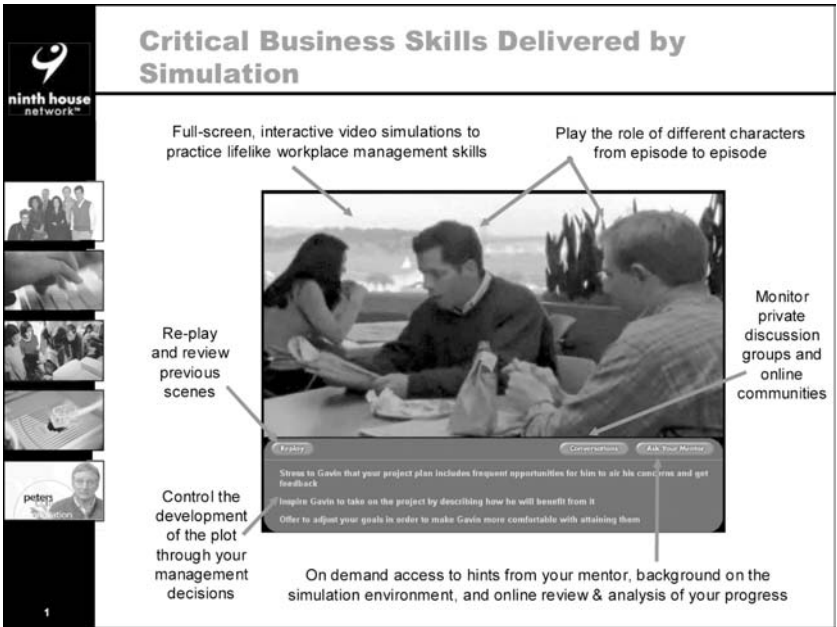 Critical Business Skills Delivered by
Simulation
ninth house
network™
Full-screen, interactive video simulations to
practice lifelike workplace management skills
Play the role of different characters
from episode to episode
Re-play
and review
previous
scenes
Monitor
private
discussion
groups and
online
communities
Replay
Conversations
Ask Your Mentor
Stress to Gavin that your project plan includes frequent opportunities for him to air his concerns and get
feedback
Inspire Gavin to take on the project by describing how he will benefit from it
Offer to adjust your goals in order to make Gavin more comfortable with attaining them
Control the
development
of the plot
through your
management
decisions
On demand access to hints from your mentor, background on the
simulation environment, and online review & analysis of your progress
peters
1